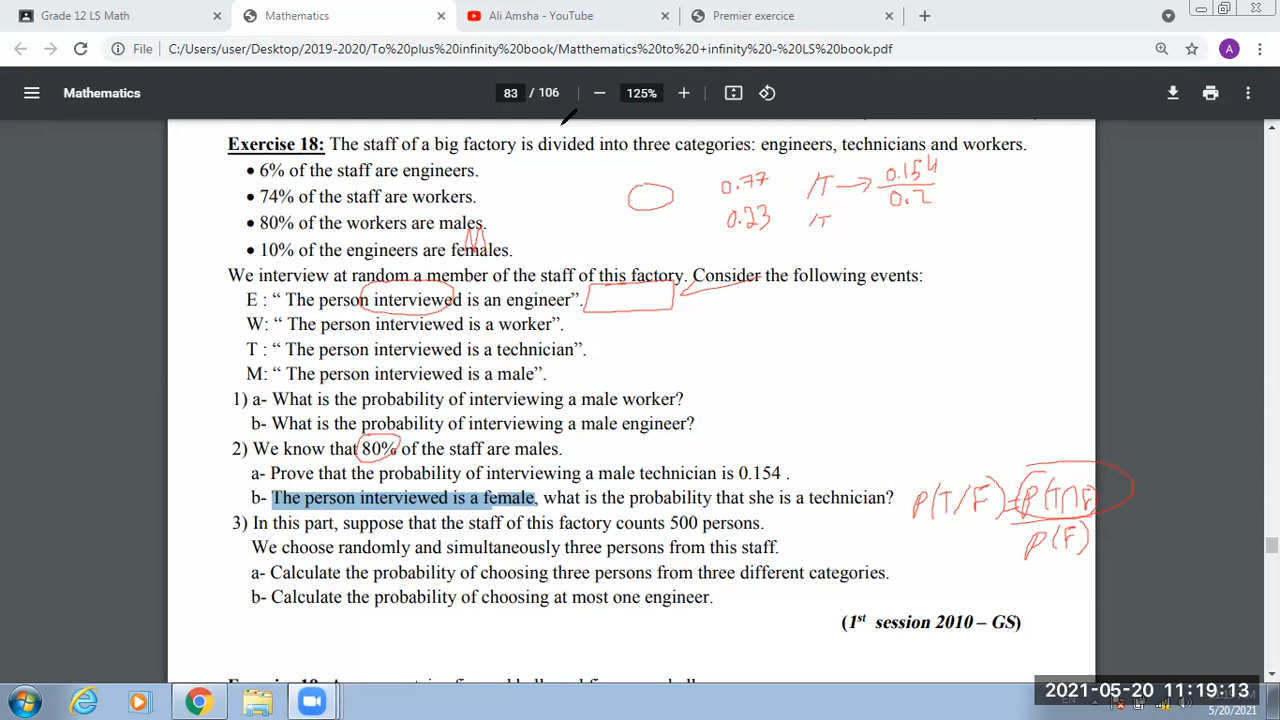 Grade 12 LS Math
Mathematics
Ali Amsha - YouTube
Premier exercice
File
C:/Users/user/Desktop/2019-2020/To%20plus%20infinity%20book/Matthematics%20to%20+infinity%20-%20LS%20book.pdf
A
Mathematics
83 / 106
125%
Exercise 18: The staff of a big factory is divided into three categories: engineers, technicians and workers.
• 6% of the staff are engineers.
0.77 /T → 0.154
0.2
• 74% of the staff are workers.
• 80% of the workers are males.
0.23 /T
M
• 10% of the engineers are females.
We interview at random a member of the staff of this factory. Consider the following events:
E : “ The person interviewed is an engineer”.
W: “ The person interviewed is a worker”.
T : “ The person interviewed is a technician”.
M: “ The person interviewed is a male”.
1) a- What is the probability of interviewing a male worker?
b- What is the probability of interviewing a male engineer?
2) We know that 80% of the staff are males.
a- Prove that the probability of interviewing a male technician is 0.154 .
b- The person interviewed is a female, what is the probability that she is a technician?
P(T/F) = P(T∩F)
P(F)
3) In this part, suppose that the staff of this factory counts 500 persons.
We choose randomly and simultaneously three persons from this staff.
a- Calculate the probability of choosing three persons from three different categories.
b- Calculate the probability of choosing at most one engineer.
(1st session 2010 – GS)
2021-05-20 11:19:13
5/20/2021